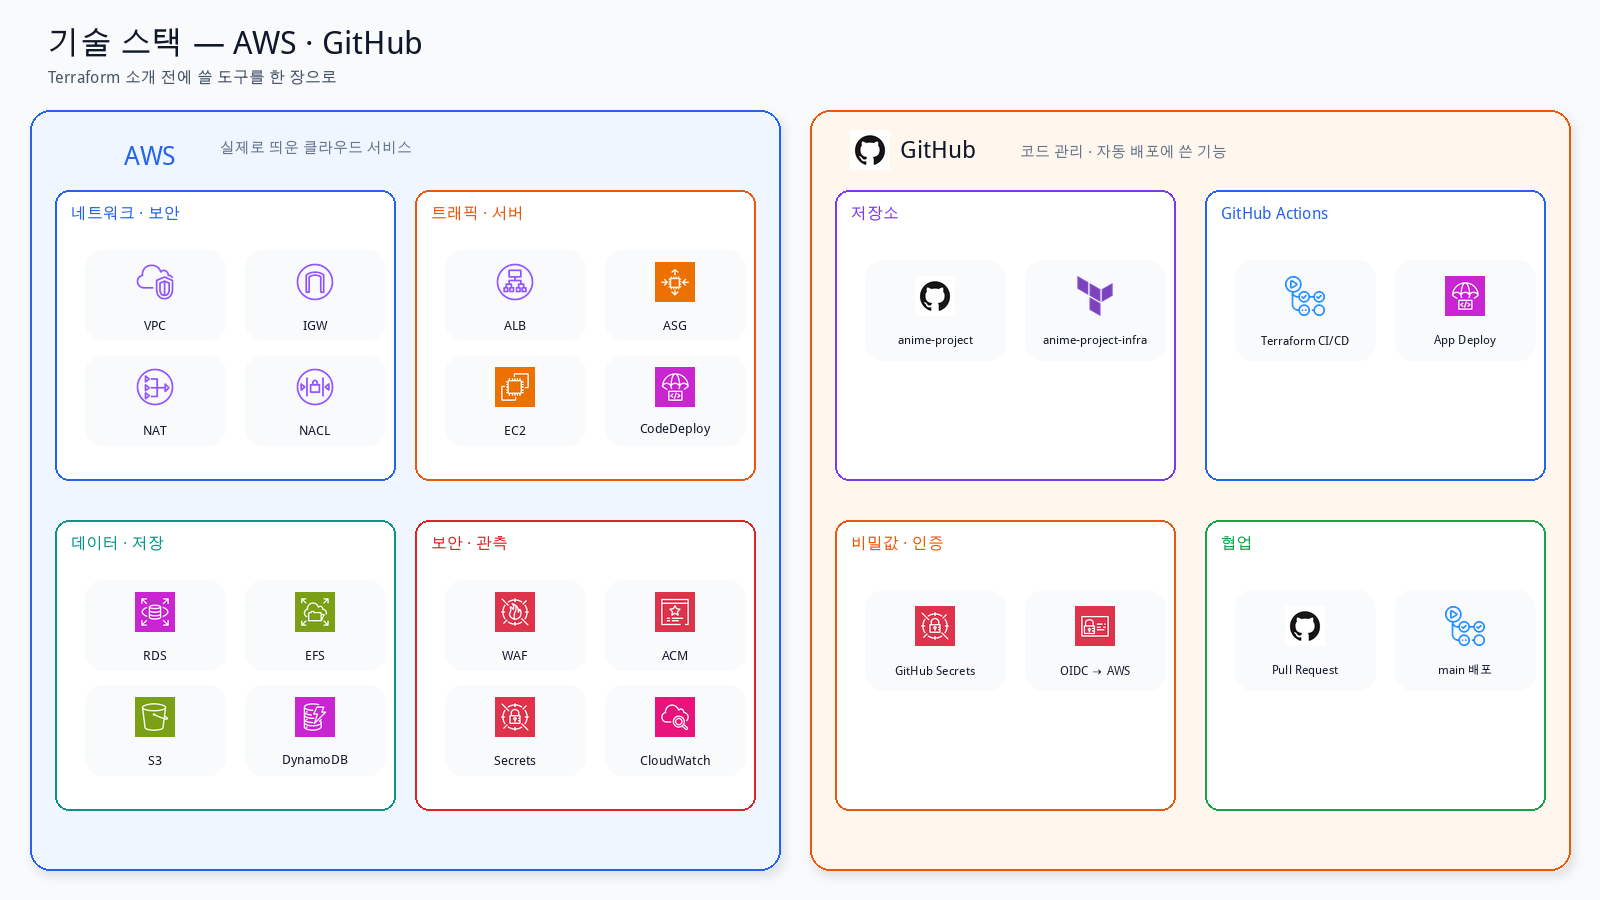 기술 스택 — AWS · GitHub
Terraform 소개 전에 쓸 도구를 한 장으로
AWS
실제로 띄운 클라우드 서비스
네트워크 · 보안
VPC
IGW
NAT
NACL
트래픽 · 서버
ALB
ASG
EC2
CodeDeploy
데이터 · 저장
RDS
EFS
S3
DynamoDB
보안 · 관측
WAF
ACM
Secrets
CloudWatch
GitHub
코드 관리 · 자동 배포에 쓴 기능
저장소
anime-project
anime-project-infra
GitHub Actions
Terraform CI/CD
App Deploy
비밀값 · 인증
GitHub Secrets
OIDC → AWS
협업
Pull Request
main 배포